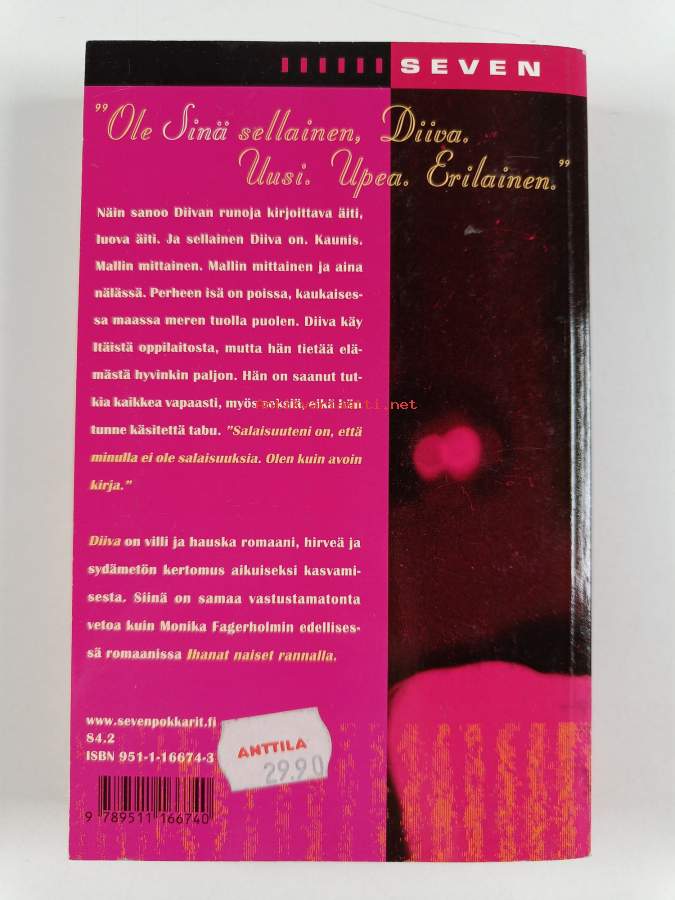 SEVEN
"Ole Sinä sellainen, Diiva.
Uusi. Upea. Erilainen."
Näin sanoo Diivan runoja kirjoittava äiti,
luova äiti. Ja sellainen Diiva on. Kaunis.
Mallin mittainen. Mallin mittainen ja aina
nälässä. Perheen isä on poissa, kaukaises-
sa maassa meren tuolla puolen. Diiva käy
Itäistä oppilaitosta, mutta hän tietää elä-
mästä hyvinkin paljon. Hän on saanut tut-
kia kaikkea vapaasti, myös seksiä, eikä hän
tunne käsitettä tabu. "Salaisuuteni on, että
minulla ei ole salaisuuksia. Olen kuin avoin
kirja."
Diiva on villi ja hauska romaani, hirveä ja
sydämetön kertomus aikuiseksi kasvami-
sesta. Siinä on samaa vastustamatonta
vetoa kuin Monika Fagerholmin edellises-
sä romaanissa Ihanat naiset rannalla.
www.sevenpokkarit.fi
84.2
ISBN 951-1-16674-3
ANTTILA
29.90
9 789511 166740